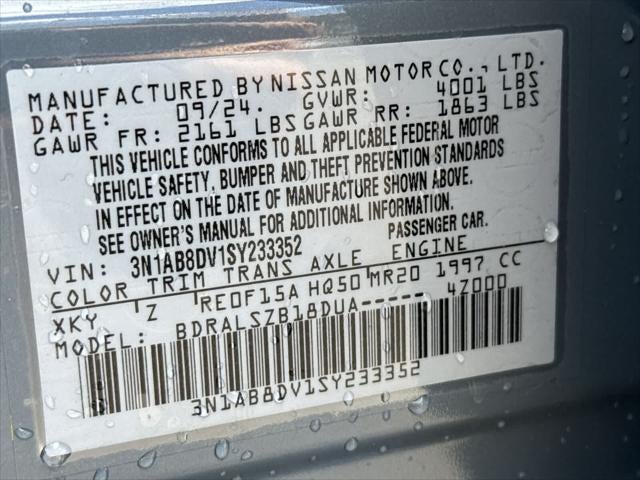 MANUFACTURED BY NISSAN MOTOR CO., LTD.
DATE: 09/24. GVWR: 4001 LBS
GAWR FR: 2161 LBS GAWR RR: 1863 LBS
THIS VEHICLE CONFORMS TO ALL APPLICABLE FEDERAL MOTOR
VEHICLE SAFETY, BUMPER AND THEFT PREVENTION STANDARDS
IN EFFECT ON THE DATE OF MANUFACTURE SHOWN ABOVE.
SEE OWNER'S MANUAL FOR ADDITIONAL INFORMATION.
VIN: 3N1AB8DV1SY233352 PASSENGER CAR.
COLOR TRIM TRANS AXLE ENGINE
XKY Z RE0F15A HQ50 MR20 1997 CC
MODEL: BDRALSZB18DUA----- 4Z000
3N1AB8DV1SY233352